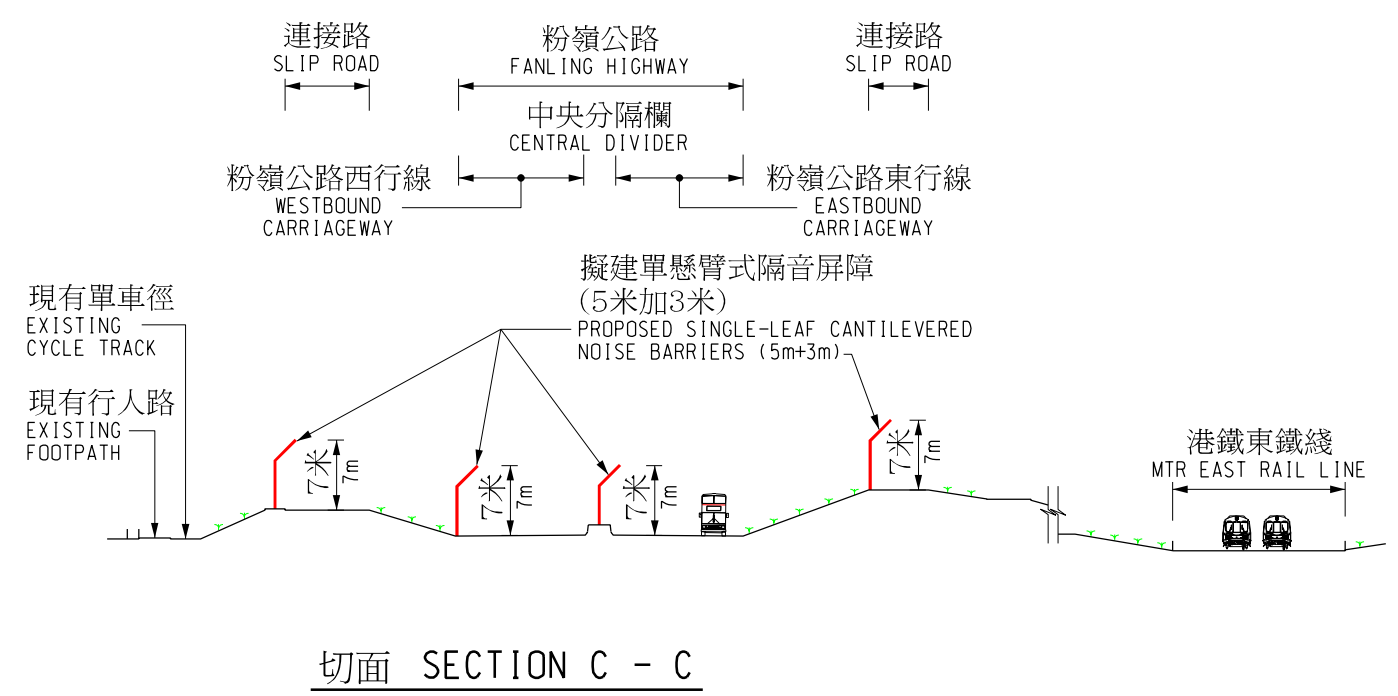 連接路
SLIP ROAD
粉嶺公路
FANLING HIGHWAY
連接路
SLIP ROAD
中央分隔欄
CENTRAL DIVIDER
粉嶺公路西行線
WESTBOUND
CARRIAGEWAY
粉嶺公路東行線
EASTBOUND
CARRIAGEWAY
擬建單懸臂式隔音屏障
(5米加3米)
PROPOSED SINGLE-LEAF CANTILEVERED
NOISE BARRIERS (5m+3m)
現有單車徑
EXISTING
CYCLE TRACK
現有行人路
EXISTING
FOOTPATH
7米
7m
7米
7m
7米
7m
7米
7m
港鐵東鐵綫
MTR EAST RAIL LINE
切面 SECTION C - C